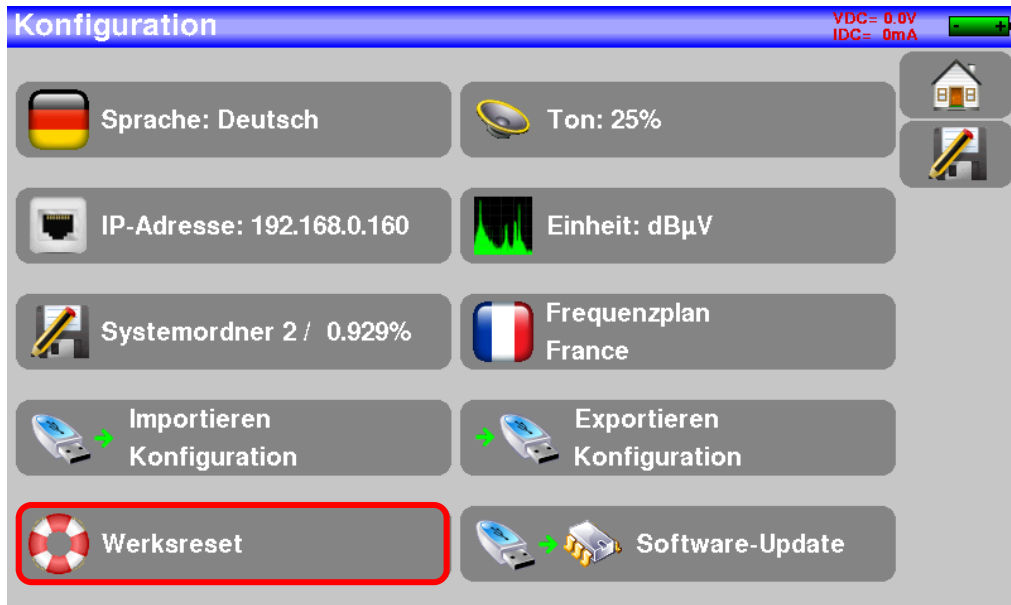 Konfiguration
VDC= 0.0V
IDC= 0mA
- +
Sprache: Deutsch
Ton: 25%
IP-Adresse: 192.168.0.160
Einheit: dBµV
Systemordner 2 / 0.929%
Frequenzplan
France
Importieren
Konfiguration
Exportieren
Konfiguration
Werksreset
Software-Update